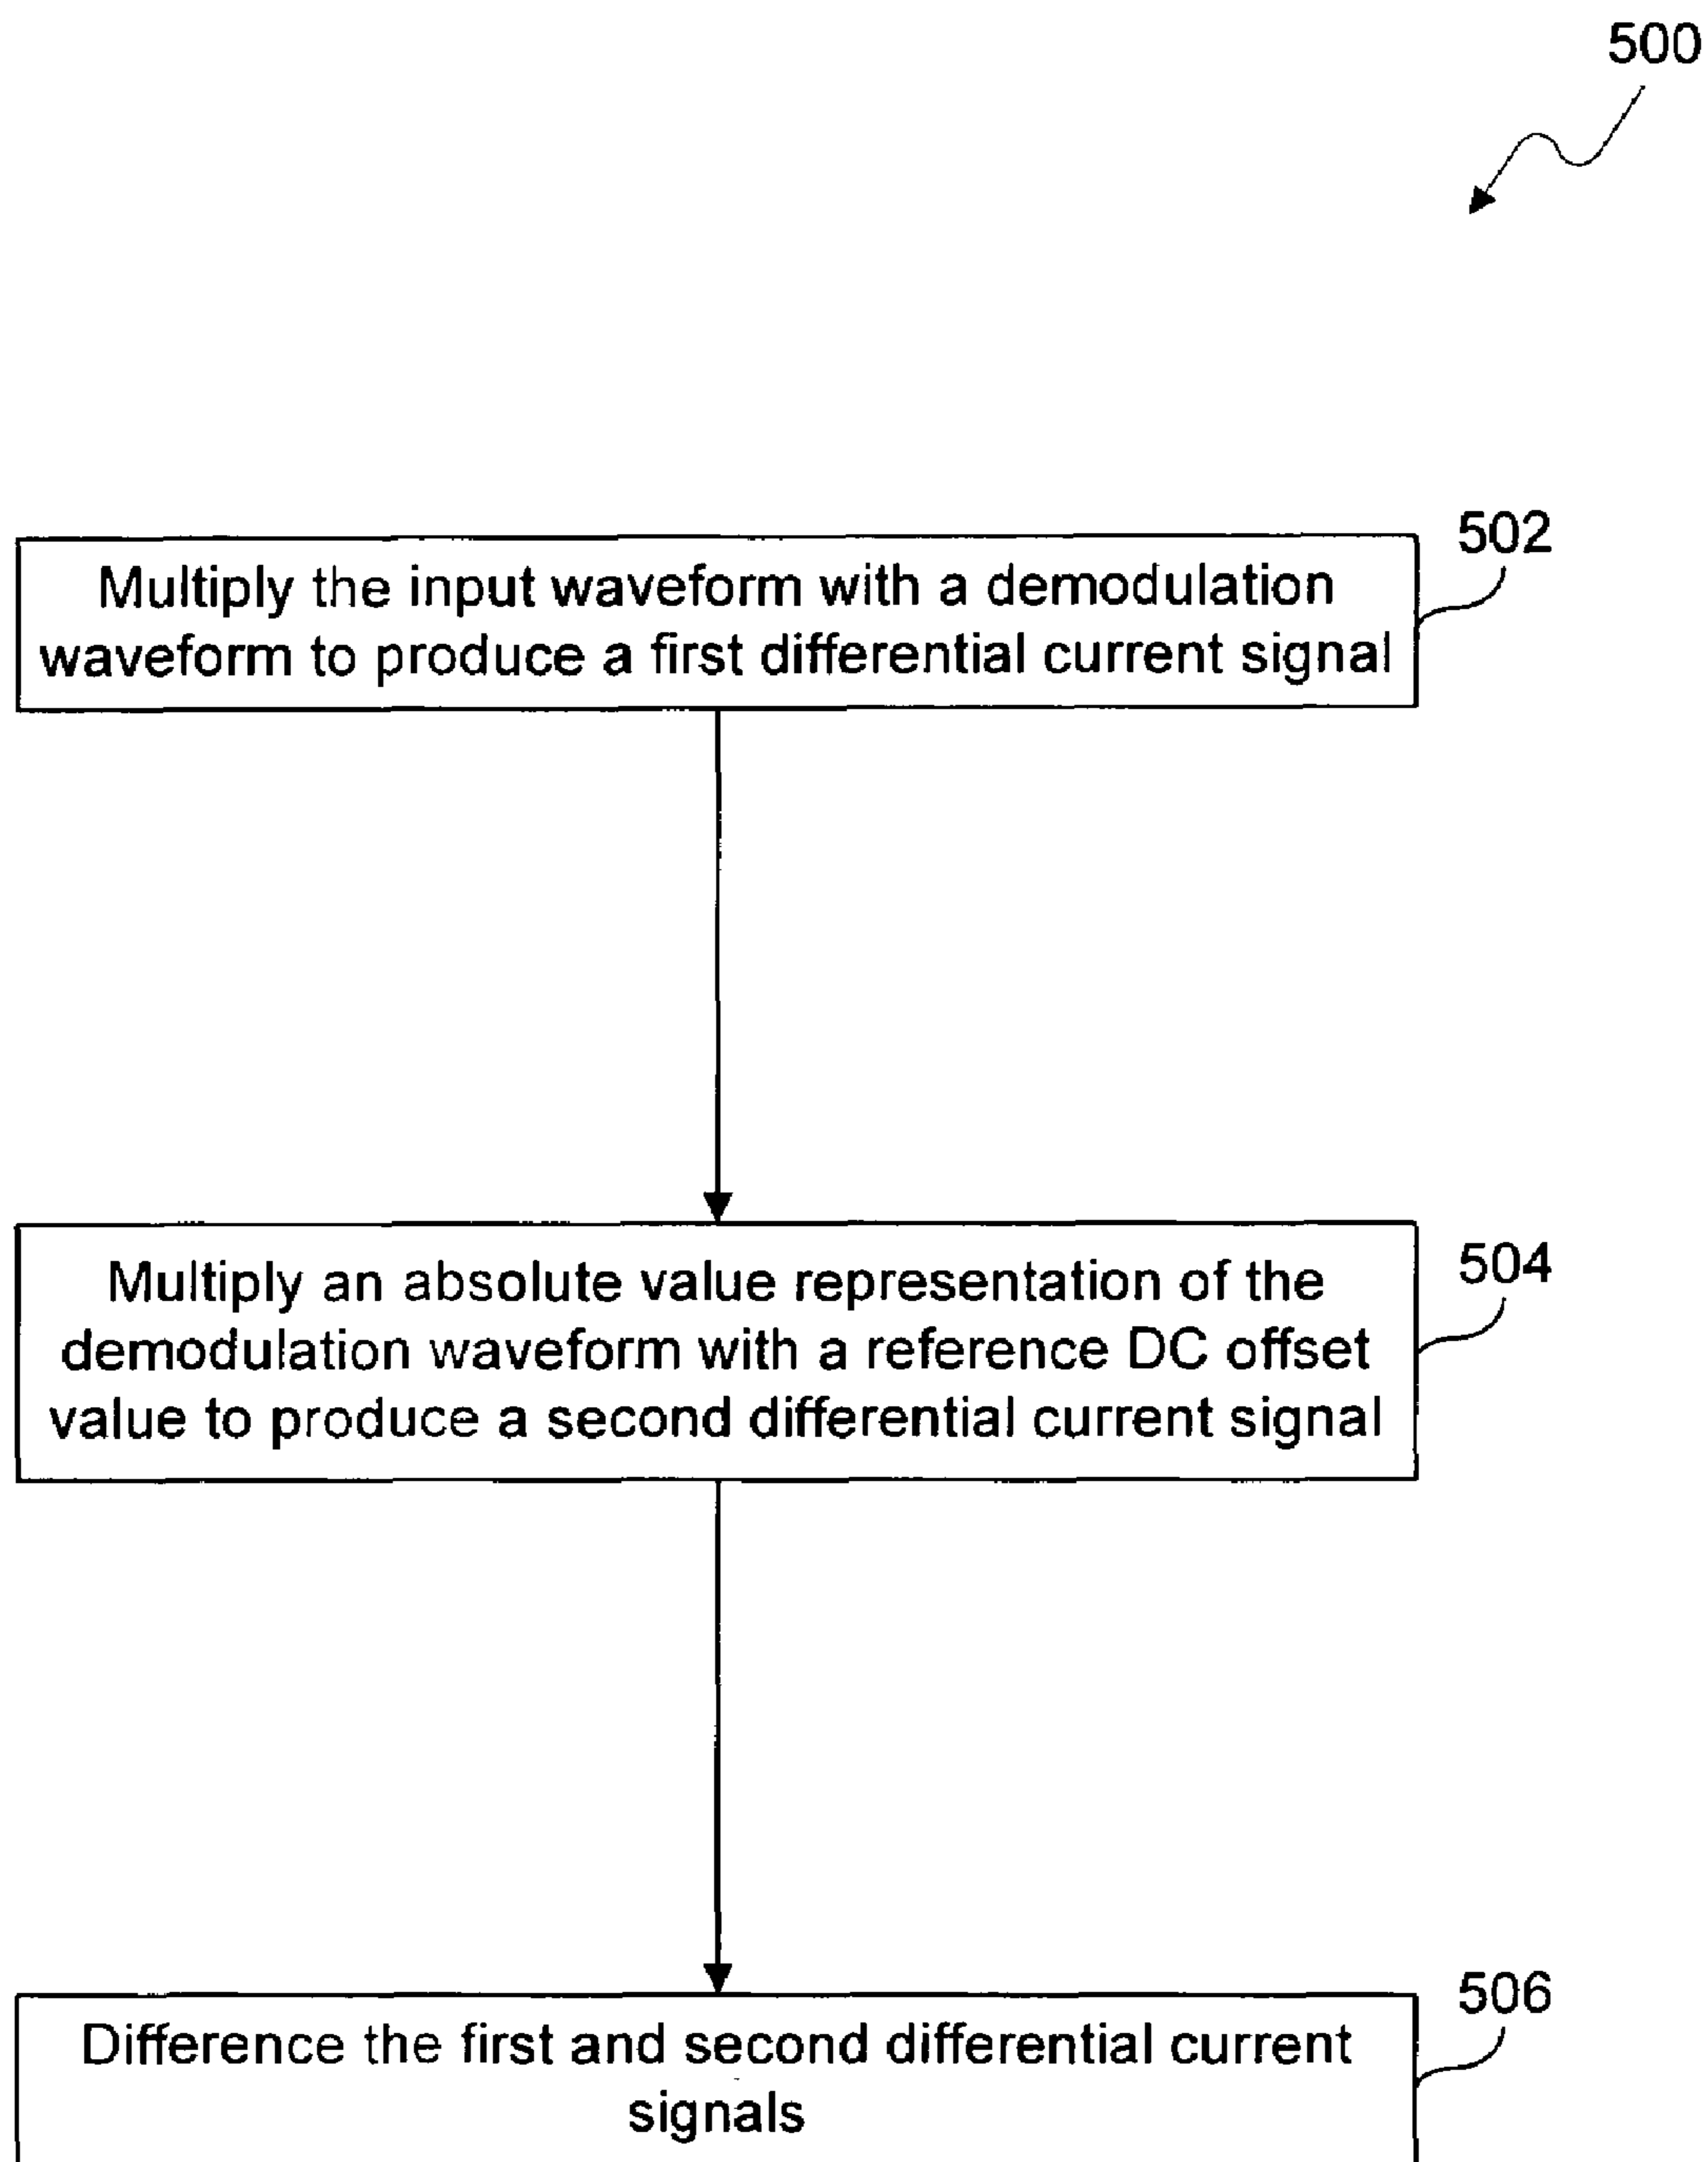 500
502
Multiply the input waveform with a demodulation
waveform to produce a first differential current signal
504
Multiply an absolute value representation of the
demodulation waveform with a reference DC offset
value to produce a second differential current signal
506
Difference the first and second differential current
signals